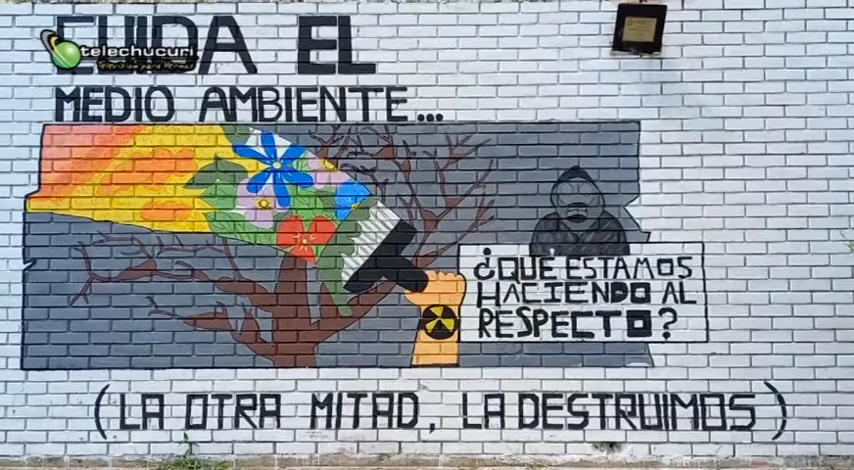 CUIDA EL
telechucuri
MEDIO AMBIENTE...
¿QUE ESTAMOS
HACIENDO AL
RESPECTO?
(LA OTRA MITAD, LA DESTRUIMOS)